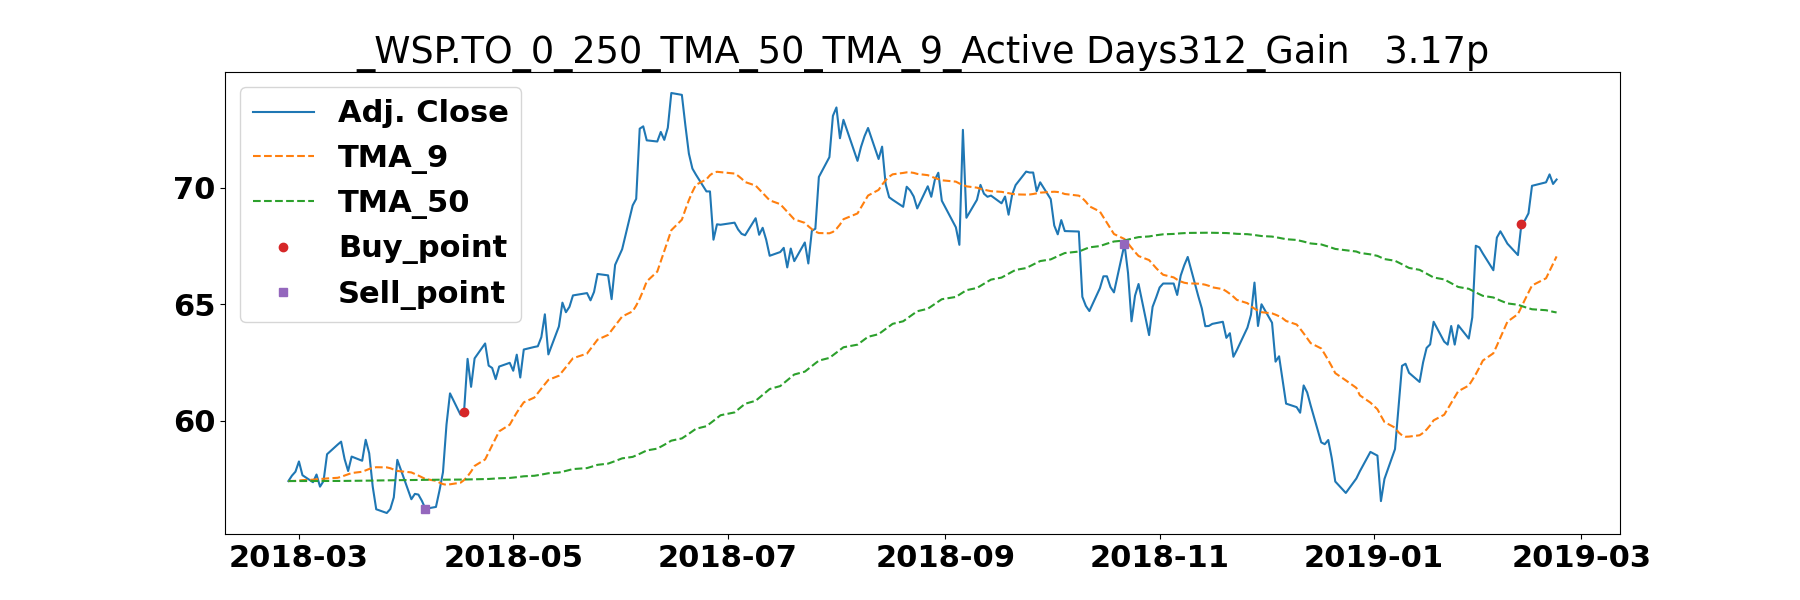 _WSP.TO_0_250_TMA_50_TMA_9_Active Days312_Gain   3.17p
Adj. Close
TMA_9
TMA_50
Buy_point
Sell_point
70
65
60
2018-03 2018-05 2018-07 2018-09 2018-11 2019-01 2019-03